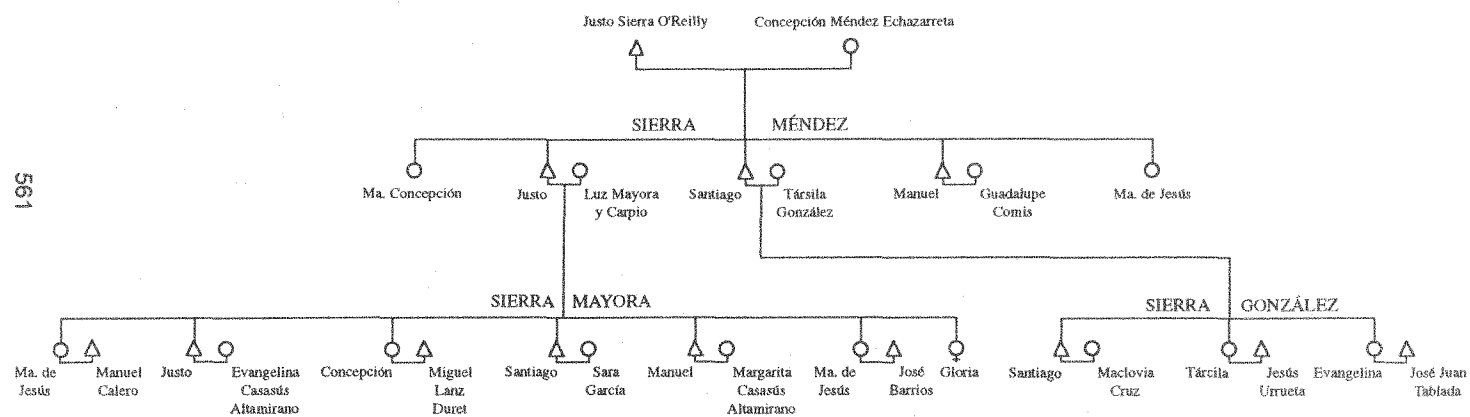 Justo Sierra O'Reilly
Concepción Méndez Echazarreta
SIERRA MÉNDEZ
Ma. Concepción
Justo
Luz Mayora
y Carpio
Santiago
Társila
González
Manuel
Guadalupe
Comis
Ma. de Jesús
561
SIERRA MAYORA
SIERRA GONZÁLEZ
Ma. de
Jesús
Manuel
Calero
Justo
Evangelina
Casasús
Altamirano
Concepción
Miguel
Lanz
Duret
Santiago
Sara
García
Manuel
Margarita
Casasús
Altamirano
Ma. de
Jesús
José
Barrios
Gloria
Santiago
Maclovia
Cruz
Tárcila
Jesús
Urrueta
Evangelina
José Juan
Tablada